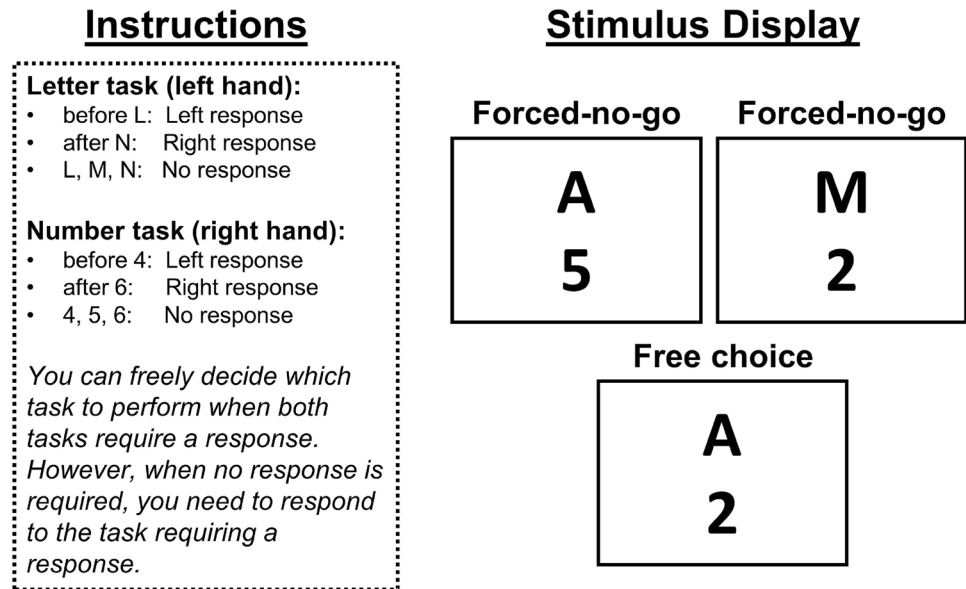 Instructions
Letter task (left hand):
• before L: Left response
• after N: Right response
• L, M, N: No response
Number task (right hand):
• before 4: Left response
• after 6: Right response
• 4, 5, 6: No response
You can freely decide which
task to perform when both
tasks require a response.
However, when no response is
required, you need to respond
to the task requiring a
response.
Stimulus Display
Forced-no-go
A
5
Forced-no-go
M
2
Free choice
A
2